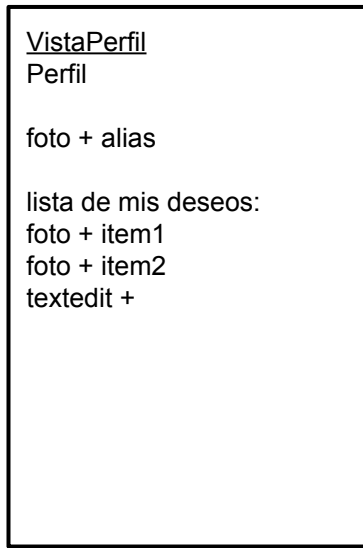 VistaPerfil
Perfil
foto + alias
lista de mis deseos:
foto + item1
foto + item2
textedit +